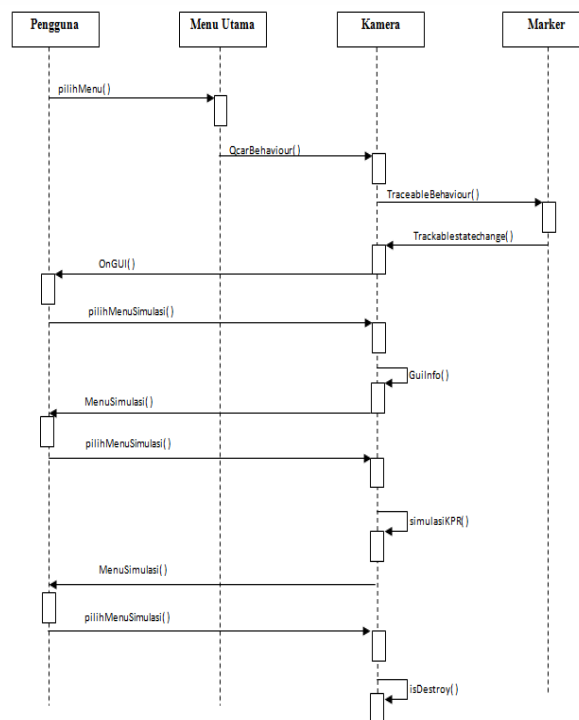 Pengguna
Menu Utama
Kamera
Marker
pilihMenu()
QcarBehaviour()
TraceableBehaviour()
Trackablestatechange()
OnGUI()
pilihMenuSimulasi()
GuiInfo()
MenuSimulasi()
pilihMenuSimulasi()
simulasiKPR()
MenuSimulasi()
pilihMenuSimulasi()
isDestroy()